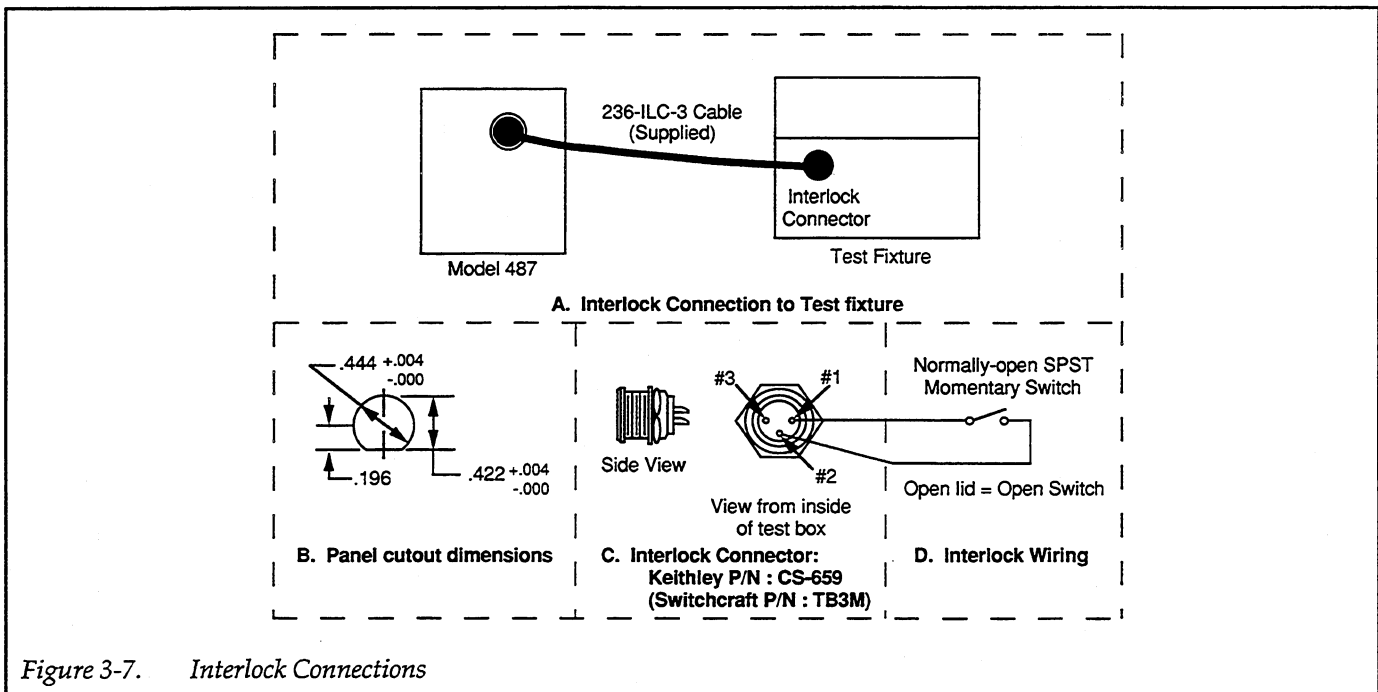 236-ILC-3 Cable
(Supplied)
Interlock
Connector
Model 487
Test Fixture
A. Interlock Connection to Test fixture
.444 +.004
-.000
.196
.422 +.004
-.000
B. Panel cutout dimensions
#3
#1
Side View
#2
View from inside
of test box
C. Interlock Connector:
Keithley P/N : CS-659
(Switchcraft P/N : TB3M)
Normally-open SPST
Momentary Switch
Open lid = Open Switch
D. Interlock Wiring
Figure 3-7. Interlock Connections